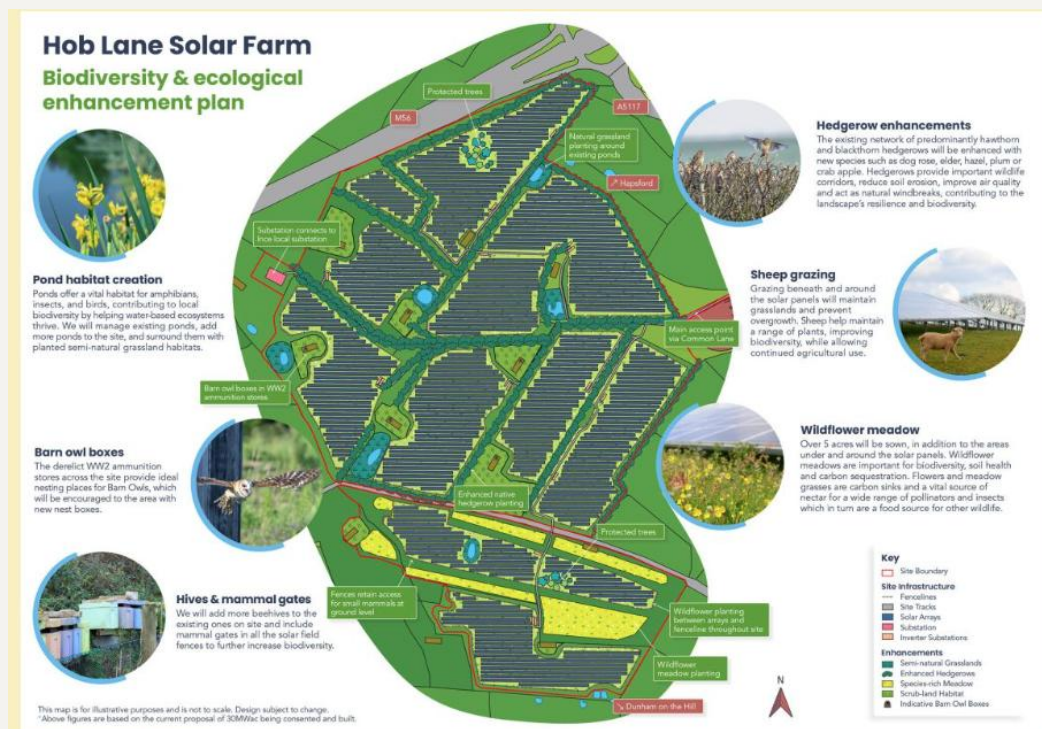 Hob Lane Solar Farm
Biodiversity & ecological
enhancement plan
Protected trees
M56
A5117
Natural grassland
planting around
existing ponds
↗ Hapsford
Substation connects to
Ince local substation
Main access point
via Common Lane
Barn owl boxes in WW2
ammunition stores
Enhanced native
hedgerow planting
Protected trees
Fences retain access
for small mammals at
ground level
Wildflower planting
between arrays and
fenceline throughout site
Wildflower
meadow planting
↘ Dunham on the Hill
Pond habitat creation
Ponds offer a vital habitat for amphibians,
insects, and birds, contributing to local
biodiversity by helping water-based ecosystems
thrive. We will manage existing ponds, add
more ponds to the site, and surround them with
planted semi-natural grassland habitats.
Barn owl boxes
The derelict WW2 ammunition
stores across the site provide ideal
nesting places for Barn Owls, which
will be encouraged to the area with
new nest boxes.
Hives & mammal gates
We will add more beehives to the
existing ones on site and include
mammal gates in all the solar field
fences to further increase biodiversity.
Hedgerow enhancements
The existing network of predominantly hawthorn
and blackthorn hedgerows will be enhanced with
new species such as dog rose, elder, hazel, plum or
crab apple. Hedgerows provide important wildlife
corridors, reduce soil erosion, improve air quality
and act as natural windbreaks, contributing to the
landscape's resilience and biodiversity.
Sheep grazing
Grazing beneath and around
the solar panels will maintain
grasslands and prevent
overgrowth. Sheep help maintain
a range of plants, improving
biodiversity, while allowing
continued agricultural use.
Wildflower meadow
Over 5 acres will be sown, in addition to the areas
under and around the solar panels. Wildflower
meadows are important for biodiversity, soil health
and carbon sequestration. Flowers and meadow
grasses are carbon sinks and a vital source of
nectar for a wide range of pollinators and insects
which in turn are a food source for other wildlife.
Key
Site Boundary
Site Infrastructure
Fencelines
Site Tracks
Solar Arrays
Substation
Inverter Substations
Enhancements
Semi-natural Grasslands
Enhanced Hedgerows
Species-rich Meadow
Scrub-land Habitat
Indicative Barn Owl Boxes
N
This map is for illustrative purposes and is not to scale. Design subject to change.
*Above figures are based on the current proposal of 30MWac being consented and built.